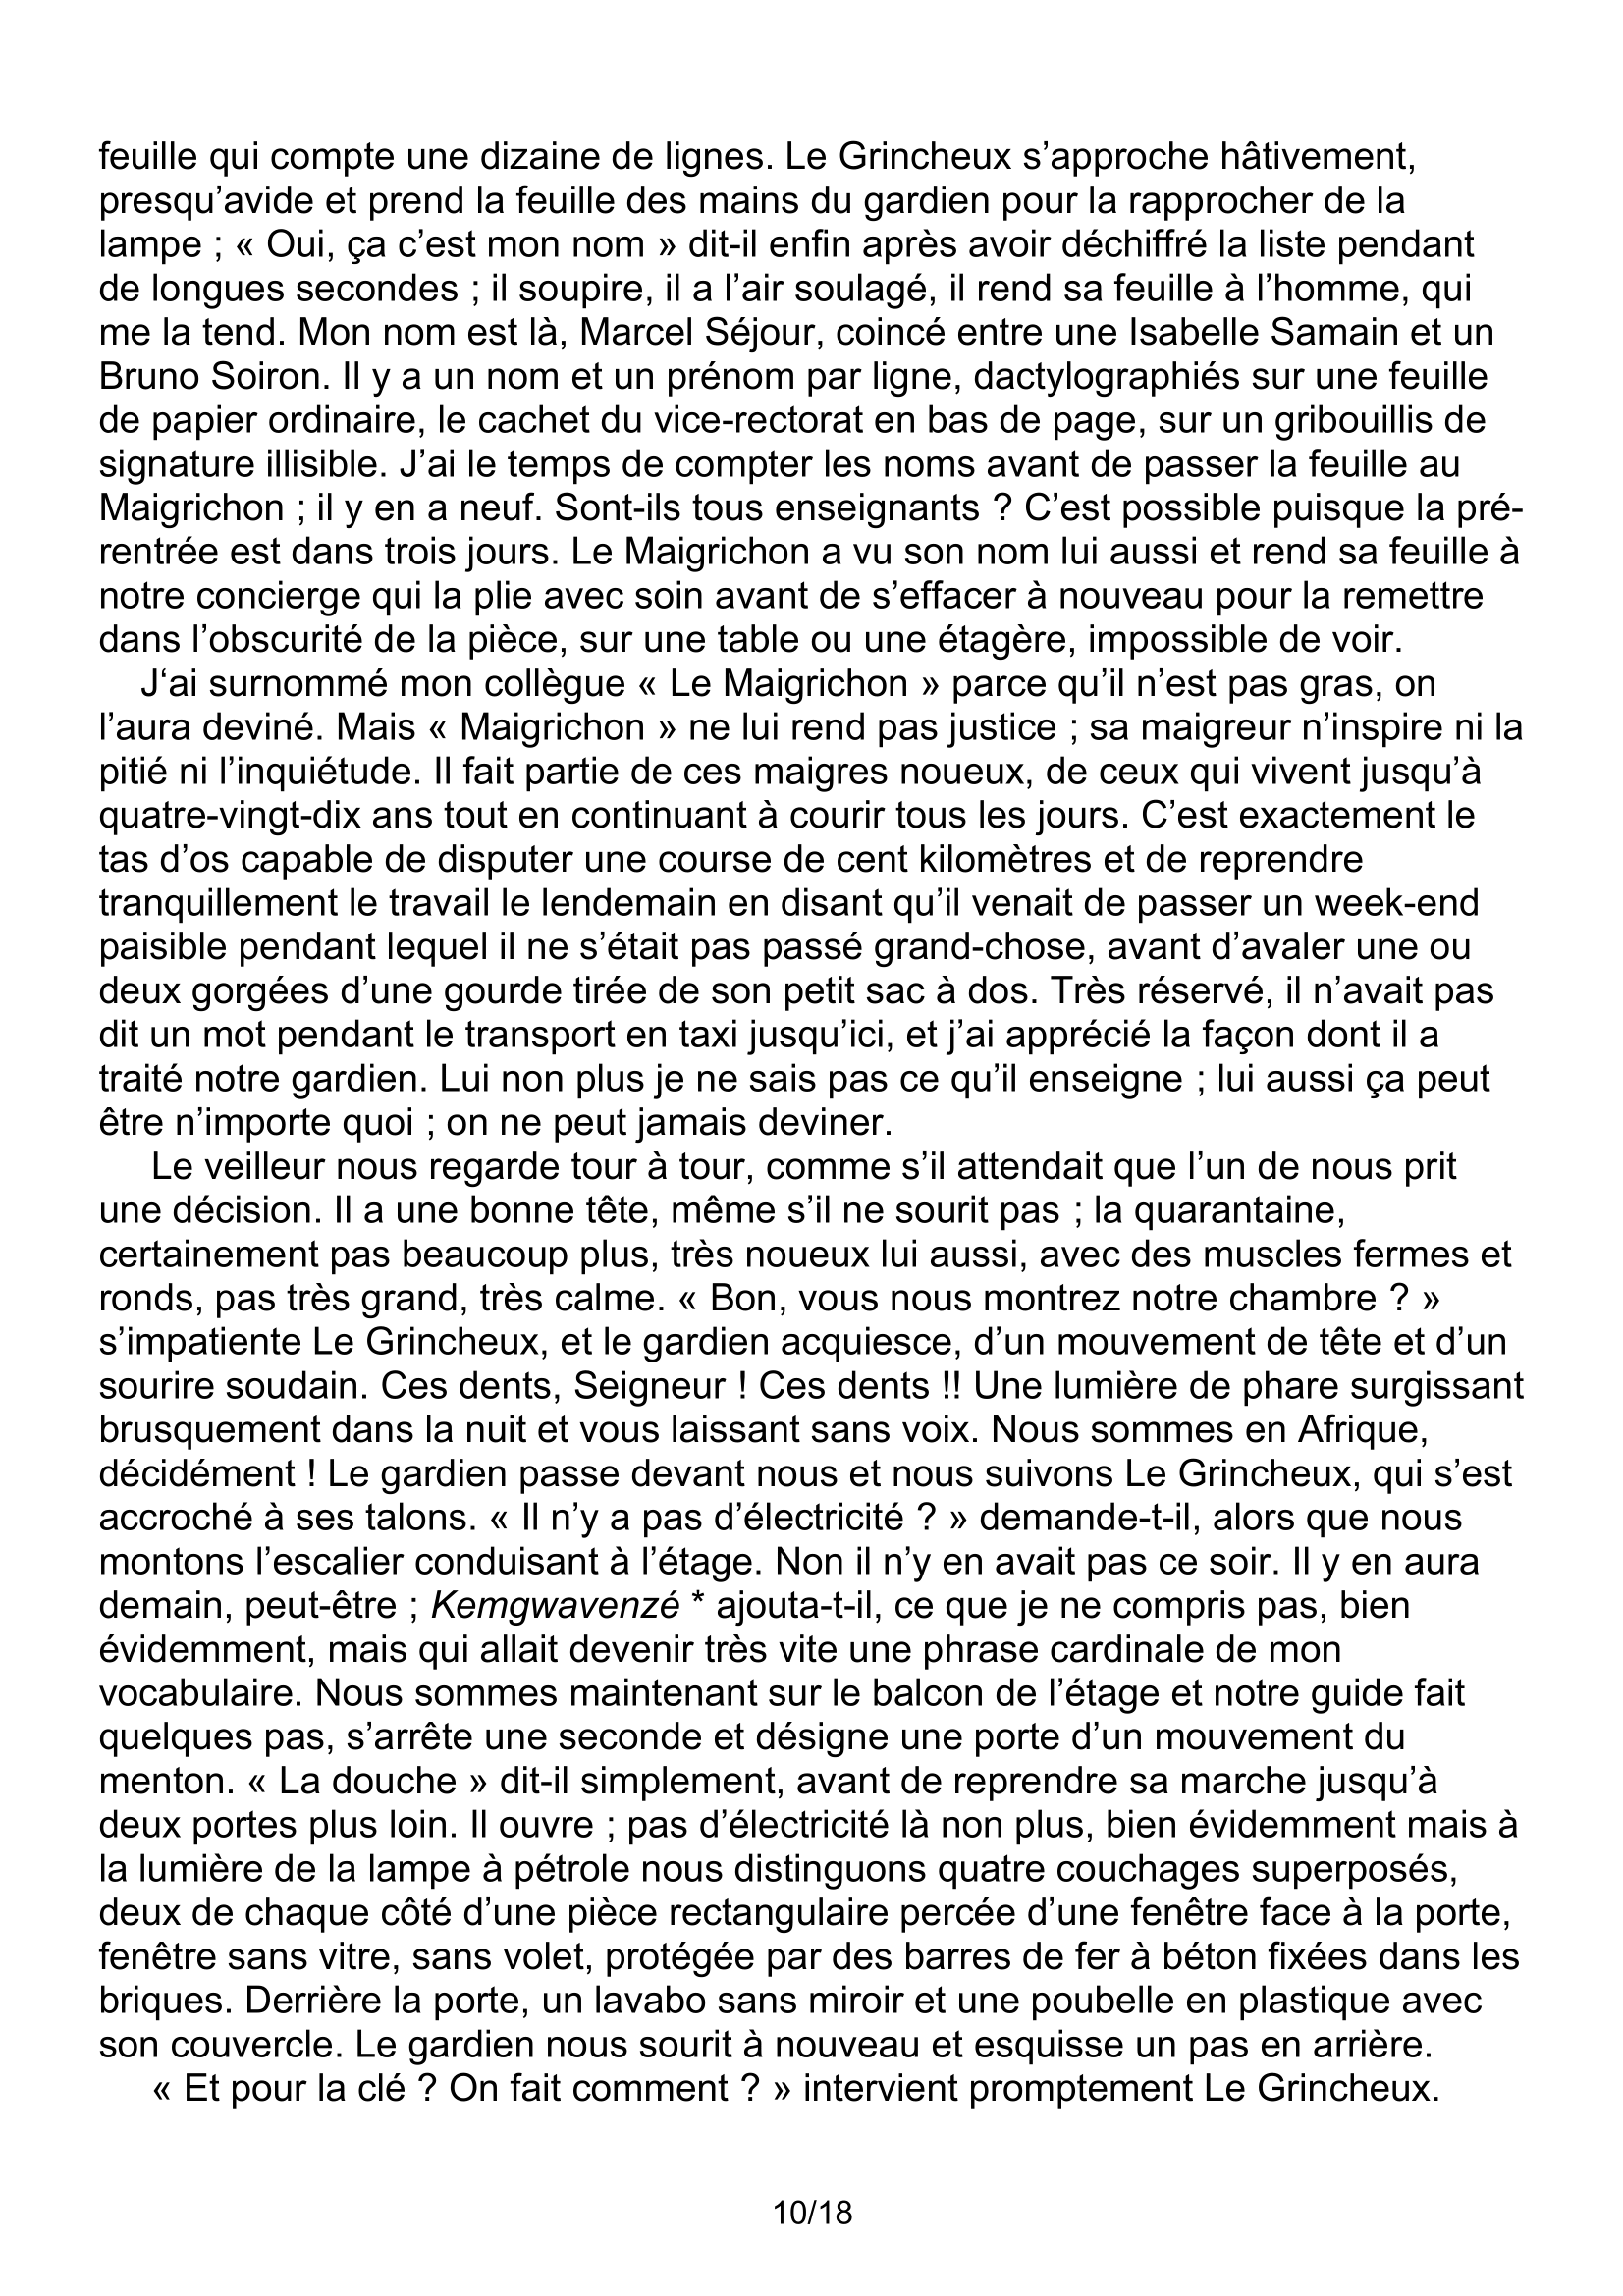 feuille qui compte une dizaine de lignes. Le Grincheux s’approche hâtivement,
presqu’avide et prend la feuille des mains du gardien pour la rapprocher de la
lampe ; « Oui, ça c’est mon nom » dit-il enfin après avoir déchiffré la liste pendant
de longues secondes ; il soupire, il a l’air soulagé, il rend sa feuille à l’homme, qui
me la tend. Mon nom est là, Marcel Séjour, coincé entre une Isabelle Samain et un
Bruno Soiron. Il y a un nom et un prénom par ligne, dactylographiés sur une feuille
de papier ordinaire, le cachet du vice-rectorat en bas de page, sur un gribouillis de
signature illisible. J’ai le temps de compter les noms avant de passer la feuille au
Maigrichon ; il y en a neuf. Sont-ils tous enseignants ? C’est possible puisque la pré-
rentrée est dans trois jours. Le Maigrichon a vu son nom lui aussi et rend sa feuille à
notre concierge qui la plie avec soin avant de s’effacer à nouveau pour la remettre
dans l’obscurité de la pièce, sur une table ou une étagère, impossible de voir.
J‘ai surnommé mon collègue « Le Maigrichon » parce qu’il n’est pas gras, on
l’aura deviné. Mais « Maigrichon » ne lui rend pas justice ; sa maigreur n’inspire ni la
pitié ni l’inquiétude. Il fait partie de ces maigres noueux, de ceux qui vivent jusqu’à
quatre-vingt-dix ans tout en continuant à courir tous les jours. C’est exactement le
tas d’os capable de disputer une course de cent kilomètres et de reprendre
tranquillement le travail le lendemain en disant qu’il venait de passer un week-end
paisible pendant lequel il ne s’était pas passé grand-chose, avant d’avaler une ou
deux gorgées d’une gourde tirée de son petit sac à dos. Très réservé, il n’avait pas
dit un mot pendant le transport en taxi jusqu’ici, et j’ai apprécié la façon dont il a
traité notre gardien. Lui non plus je ne sais pas ce qu’il enseigne ; lui aussi ça peut
être n’importe quoi ; on ne peut jamais deviner.
Le veilleur nous regarde tour à tour, comme s’il attendait que l’un de nous prit
une décision. Il a une bonne tête, même s’il ne sourit pas ; la quarantaine,
certainement pas beaucoup plus, très noueux lui aussi, avec des muscles fermes et
ronds, pas très grand, très calme. « Bon, vous nous montrez notre chambre ? »
s’impatiente Le Grincheux, et le gardien acquiesce, d’un mouvement de tête et d’un
sourire soudain. Ces dents, Seigneur ! Ces dents !! Une lumière de phare surgissant
brusquement dans la nuit et vous laissant sans voix. Nous sommes en Afrique,
décidément ! Le gardien passe devant nous et nous suivons Le Grincheux, qui s’est
accroché à ses talons. « Il n’y a pas d’électricité ? » demande-t-il, alors que nous
montons l’escalier conduisant à l’étage. Non il n’y en avait pas ce soir. Il y en aura
demain, peut-être ; Kemgwavenzé * ajouta-t-il, ce que je ne compris pas, bien
évidemment, mais qui allait devenir très vite une phrase cardinale de mon
vocabulaire. Nous sommes maintenant sur le balcon de l’étage et notre guide fait
quelques pas, s’arrête une seconde et désigne une porte d’un mouvement du
menton. « La douche » dit-il simplement, avant de reprendre sa marche jusqu’à
deux portes plus loin. Il ouvre ; pas d’électricité là non plus, bien évidemment mais à
la lumière de la lampe à pétrole nous distinguons quatre couchages superposés,
deux de chaque côté d’une pièce rectangulaire percée d’une fenêtre face à la porte,
fenêtre sans vitre, sans volet, protégée par des barres de fer à béton fixées dans les
briques. Derrière la porte, un lavabo sans miroir et une poubelle en plastique avec
son couvercle. Le gardien nous sourit à nouveau et esquisse un pas en arrière.
« Et pour la clé ? On fait comment ? » intervient promptement Le Grincheux.
10/18